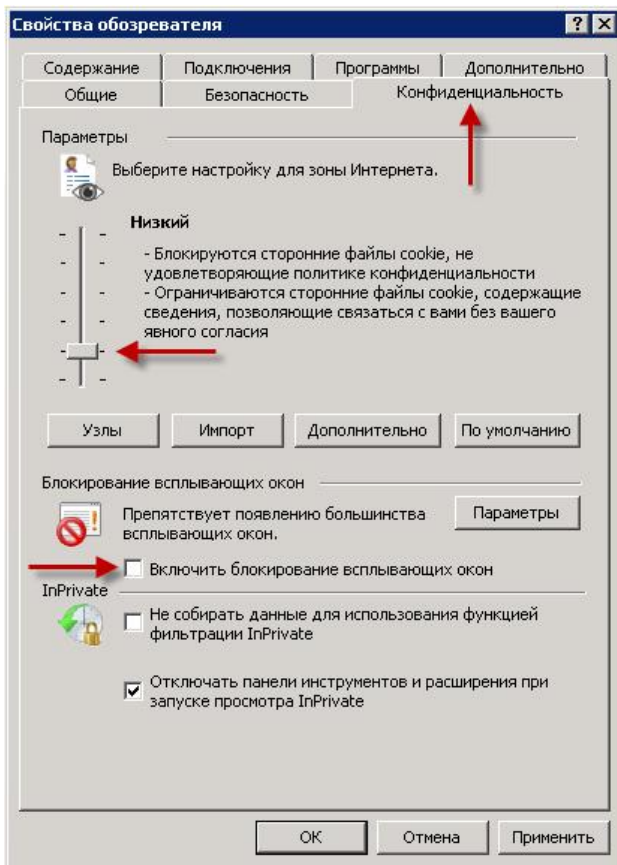 Свойства обозревателя
Содержание Подключения Программы Дополнительно
Общие Безопасность Конфиденциальность
Параметры
Выберите настройку для зоны Интернета.
Низкий
- Блокируются сторонние файлы cookie, не
удовлетворяющие политике конфиденциальности
- Ограничиваются сторонние файлы cookie, содержащие
сведения, позволяющие связаться с вами без вашего
явного согласия
Узлы Импорт Дополнительно По умолчанию
Блокирование всплывающих окон
Препятствует появлению большинства
всплывающих окон.
Параметры
Включить блокирование всплывающих окон
InPrivate
Не собирать данные для использования функцией
фильтрации InPrivate
Отключать панели инструментов и расширения при
запуске просмотра InPrivate
ОК Отмена Применить